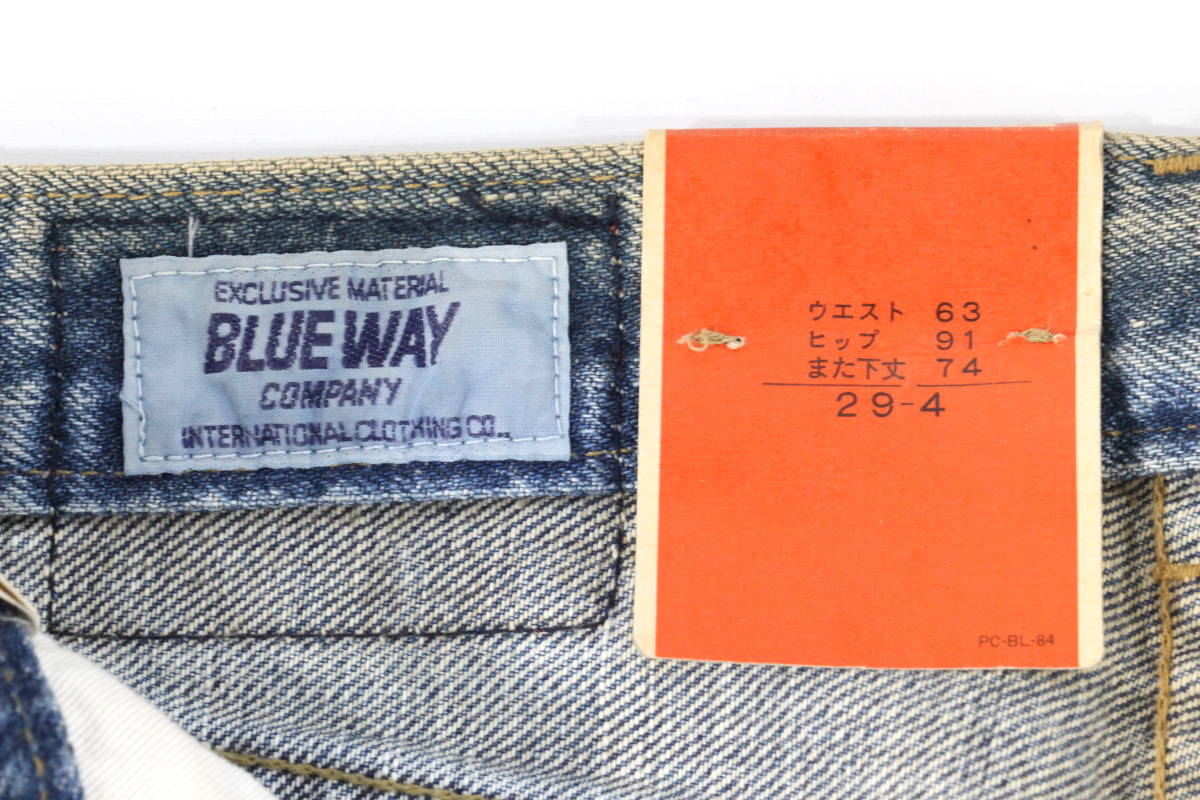 EXCLUSIVE MATERIAL
BLUE WAY
COMPANY
INTERNATIONAL CLOTHING CO.,
ウエスト 63
ヒップ 91
また下丈 74
29-4
PC-BL-84